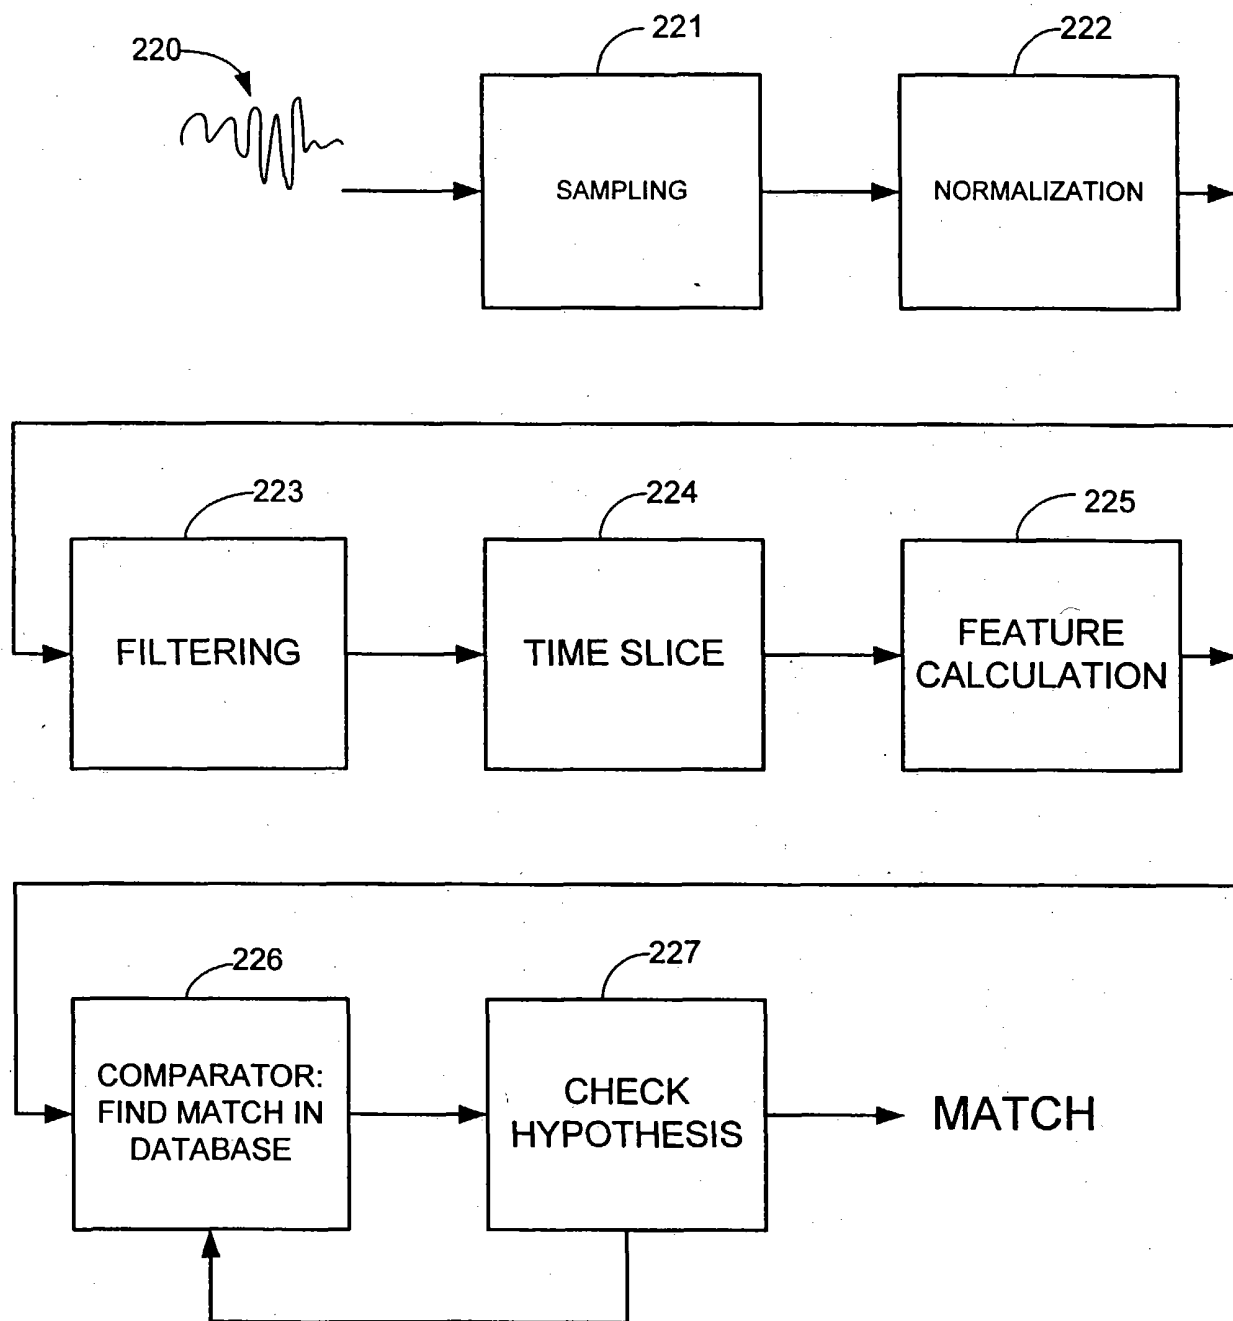 220
221
222
SAMPLING
NORMALIZATION
223
224
225
FILTERING
TIME SLICE
FEATURE
CALCULATION
226
227
COMPARATOR:
FIND MATCH IN
DATABASE
CHECK
HYPOTHESIS
MATCH